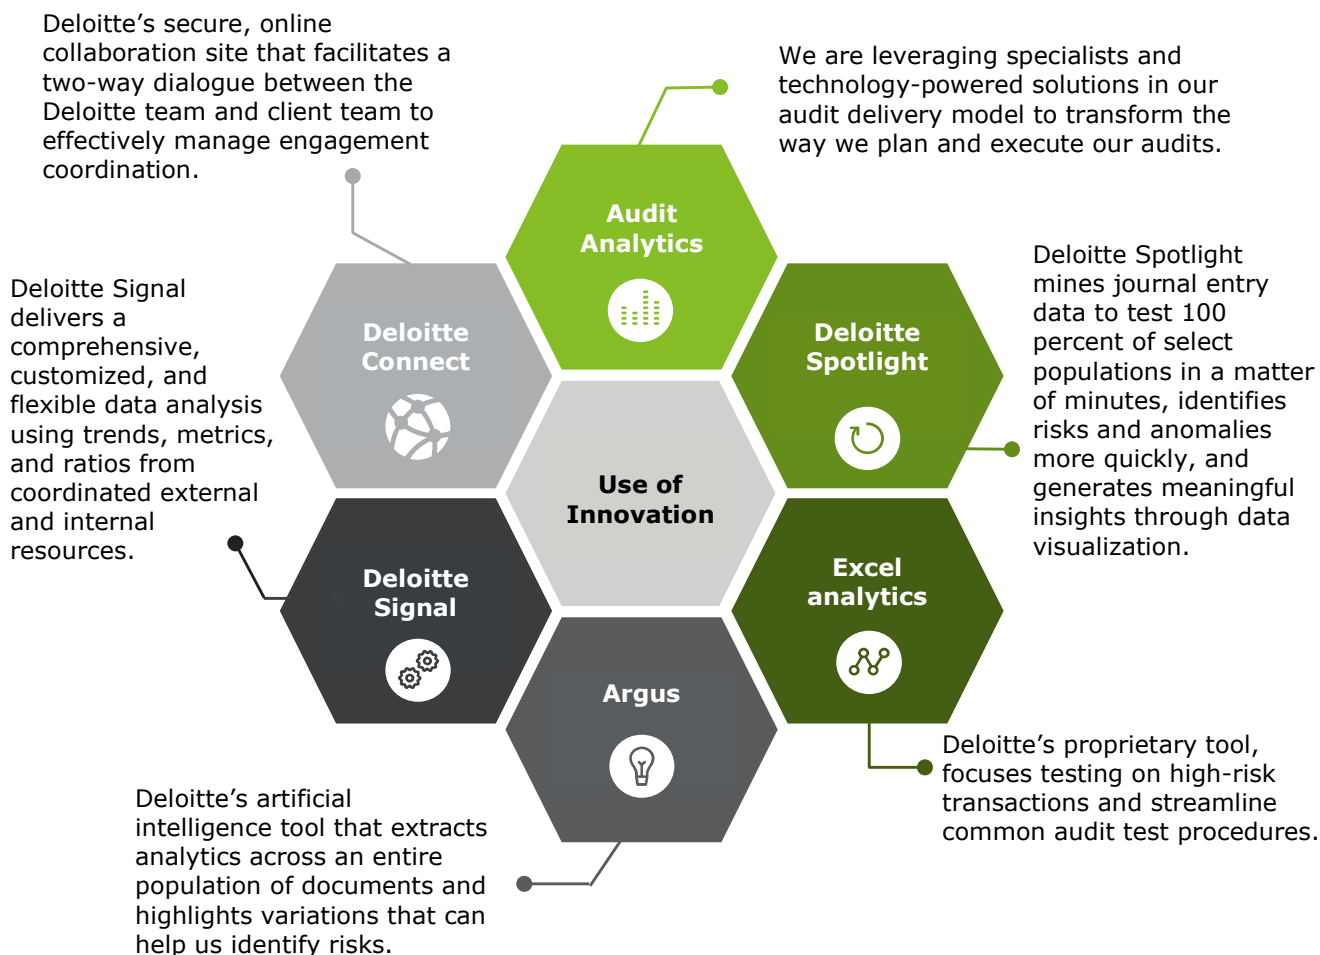 Deloitte’s secure, online
collaboration site that facilitates a
two-way dialogue between the
Deloitte team and client team to
effectively manage engagement
coordination.
We are leveraging specialists and
technology-powered solutions in our
audit delivery model to transform the
way we plan and execute our audits.
Audit
Analytics
Deloitte
Connect
Deloitte
Spotlight
Deloitte Signal
delivers a
comprehensive,
customized, and
flexible data analysis
using trends, metrics,
and ratios from
coordinated external
and internal
resources.
Deloitte Spotlight
mines journal entry
data to test 100
percent of select
populations in a matter
of minutes, identifies
risks and anomalies
more quickly, and
generates meaningful
insights through data
visualization.
Use of
Innovation
Deloitte
Signal
Excel
analytics
Argus
Deloitte’s proprietary tool,
focuses testing on high-risk
transactions and streamline
common audit test procedures.
Deloitte’s artificial
intelligence tool that extracts
analytics across an entire
population of documents and
highlights variations that can
help us identify risks.